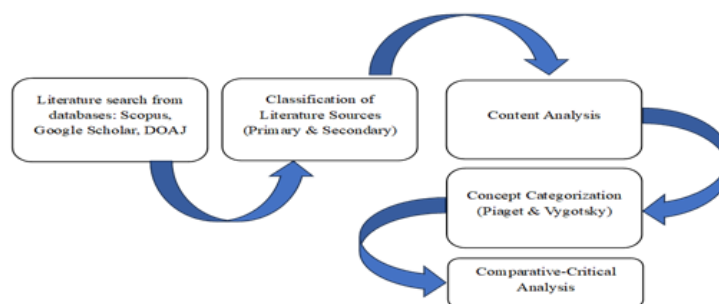 Literature search from
databases: Scopus,
Google Scholar, DOAJ
Classification of
Literature Sources
(Primary & Secondary)
Content Analysis
Concept Categorization
(Piaget & Vygotsky)
Comparative-Critical
Analysis